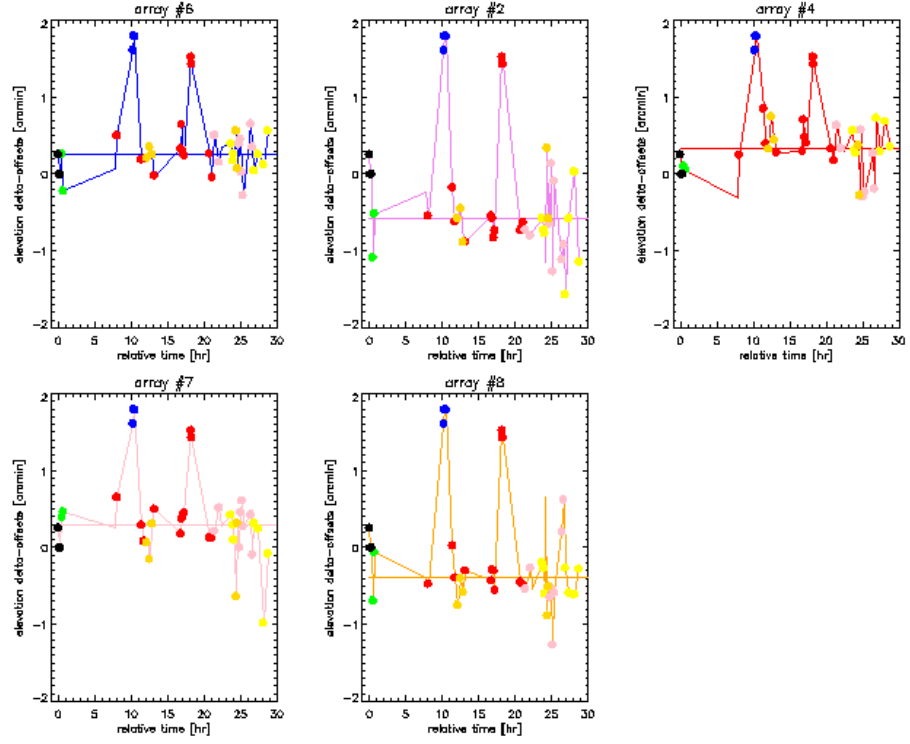 array #6
array #2
array #4
elevation delta-offsets [arcmin]
2
1
0
-1
-2
0 5 10 15 20 25 30
relative time [hr]
elevation delta-offsets [arcmin]
2
1
0
-1
-2
0 5 10 15 20 25 30
relative time [hr]
elevation delta-offsets [arcmin]
2
1
0
-1
-2
0 5 10 15 20 25 30
relative time [hr]
array #7
array #8
elevation delta-offsets [arcmin]
2
1
0
-1
-2
0 5 10 15 20 25 30
relative time [hr]
elevation delta-offsets [arcmin]
2
1
0
-1
-2
0 5 10 15 20 25 30
relative time [hr]